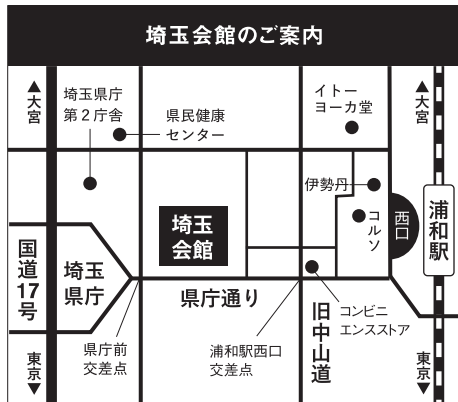 埼玉会館のご案内
▲大宮
埼玉県庁
第2庁舎
県民健康
センター
イトー
ヨーカ堂
▲大宮
伊勢丹
コルソ
西口
浦和駅
埼玉
会館
国道17号
埼玉
県庁
県庁通り
コンビニ
エンスストア
旧中山道
県庁前
交差点
浦和駅西口
交差点
東京▼
東京▼